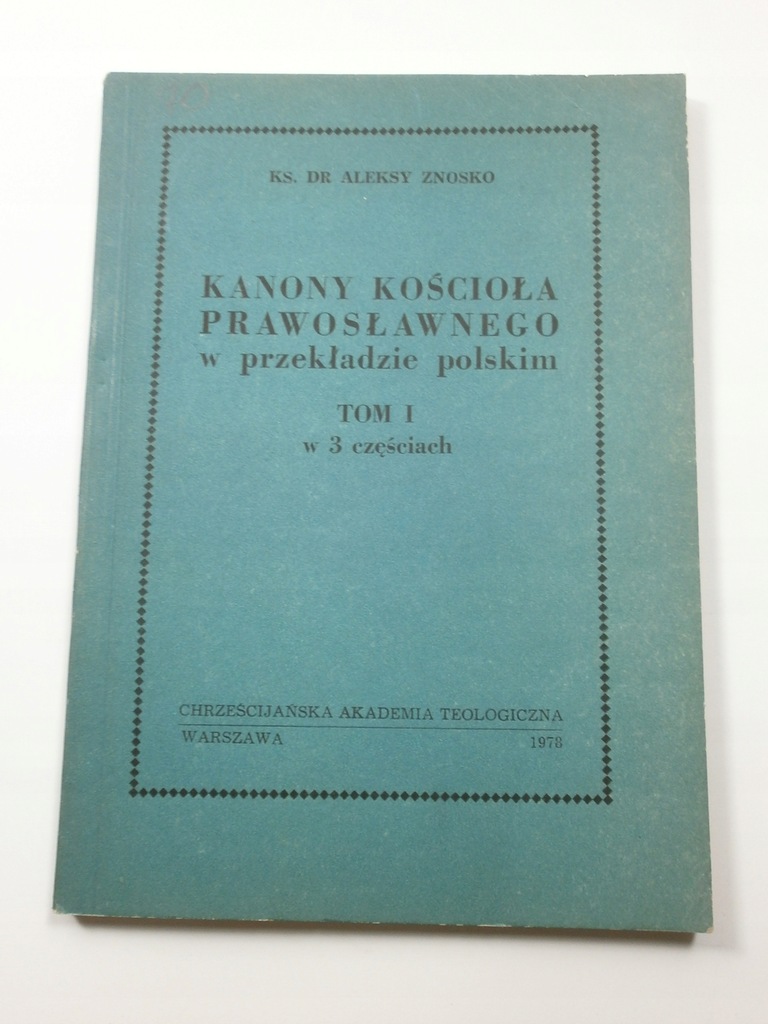 KS. DR ALEKSY ZNOSKO
KANONY KOŚCIOŁA
PRAWOSŁAWNEGO
w przekładzie polskim
TOM I
w 3 częściach
CHRZEŚCIJAŃSKA AKADEMIA TEOLOGICZNA
WARSZAWA 1978